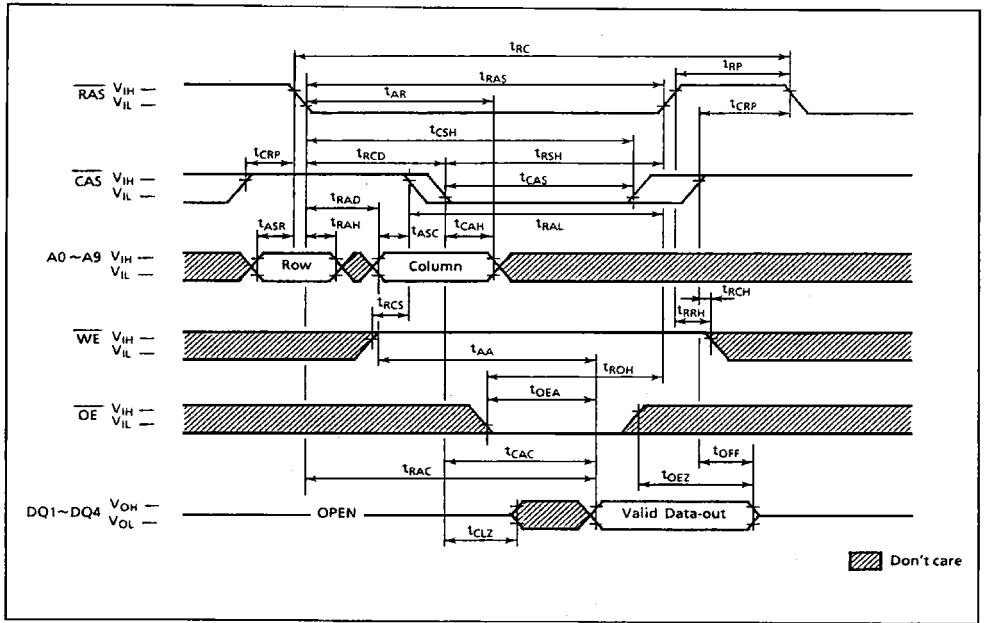 tRC
tRP
tRAS
tAR
RAS VIH
VIL
tCRP
tCSH
tCRP
tRCD
tRSH
CAS VIH
VIL
tCAS
tRAD
tASR
tRAH
tASC
tCAH
tRAL
A0~A9 VIH
VIL
Row
Column
tRCH
tRCS
tRRH
WE VIH
VIL
tAA
tROH
tOEA
OE VIH
VIL
tCAC
tOFF
tRAC
tOEZ
DQ1~DQ4 VOH
VOL
OPEN
Valid Data-out
tCLZ
Don't care